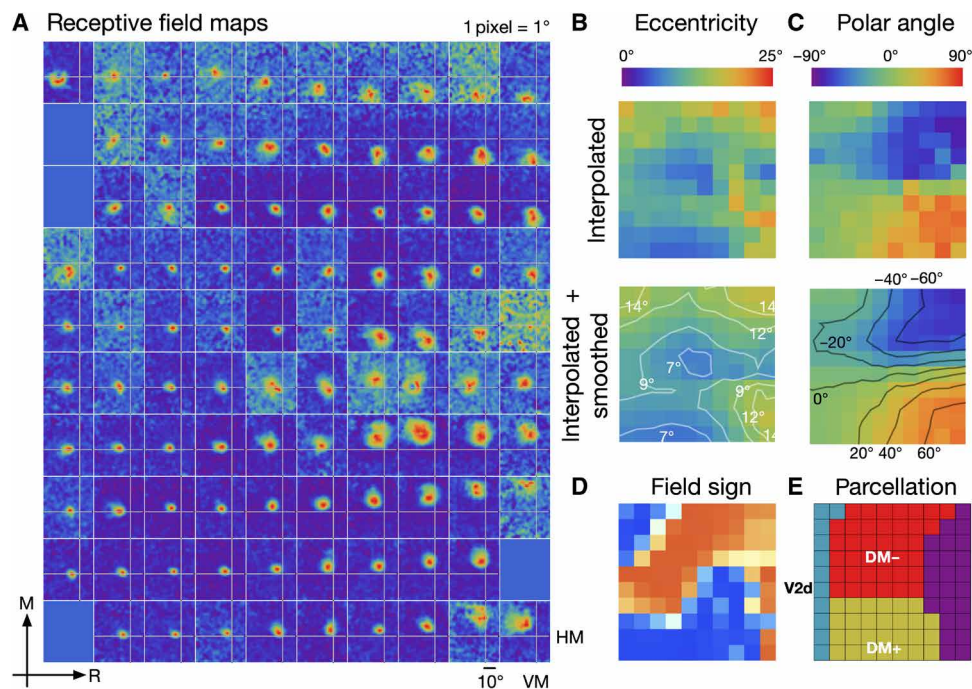 A Receptive field maps
1 pixel = 1°
B Eccentricity
C Polar angle
0° 25°
−90° 0° 90°
Interpolated
−40° −60°
14° 14
12°
−20°
7°
9°
9°
0°
12°
7° 14
Interpolated +
smoothed
20° 40° 60°
D Field sign
E Parcellation
DM−
V2d
DM+
M
R
HM
10° VM